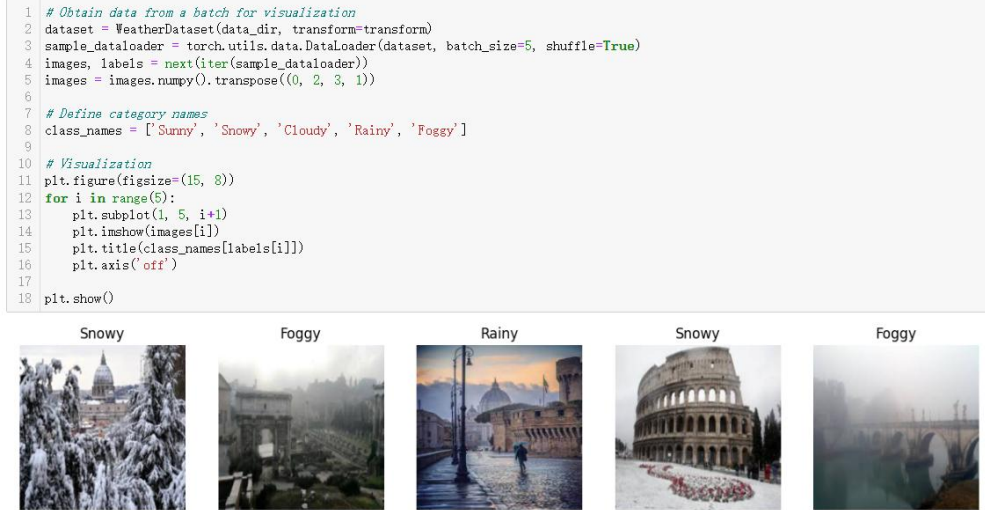 1 # Obtain data from a batch for visualization
2 dataset = WeatherDataset(data_dir, transform=transform)
3 sample_dataloader = torch.utils.data.DataLoader(dataset, batch_size=5, shuffle=True)
4 images, labels = next(iter(sample_dataloader))
5 images = images.numpy().transpose((0, 2, 3, 1))
6
7 # Define category names
8 class_names = ['Sunny', 'Snowy', 'Cloudy', 'Rainy', 'Foggy']
9
10 # Visualization
11 plt.figure(figsize=(15, 8))
12 for i in range(5):
13     plt.subplot(1, 5, i+1)
14     plt.imshow(images[i])
15     plt.title(class_names[labels[i]])
16     plt.axis('off')
17
18 plt.show()
Snowy Foggy Rainy Snowy Foggy